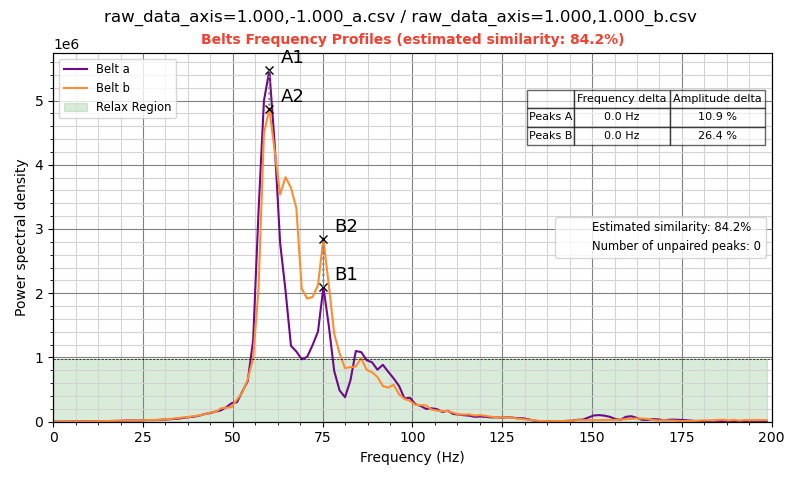 raw_data_axis=1.000,-1.000_a.csv / raw_data_axis=1.000,1.000_b.csv
Belts Frequency Profiles (estimated similarity: 84.2%)
1e6
Belt a
Belt b
Relax Region
A1
A2
B2
B1
Frequency delta Amplitude delta
Peaks A 0.0 Hz 10.9 %
Peaks B 0.0 Hz 26.4 %
Estimated similarity: 84.2%
Number of unpaired peaks: 0
Power spectral density
5
4
3
2
1
0
0 25 50 75 100 125 150 175 200
Frequency (Hz)